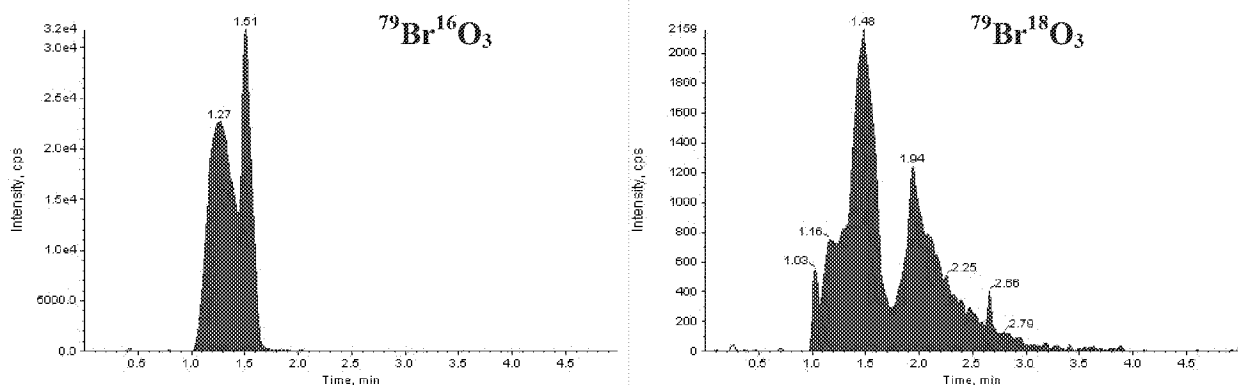 1.51
⁷⁹Br¹⁶O₃
3.2e4
3.0e4
2.5e4
2.0e4
1.5e4
1.0e4
5000.0
0.0
1.27
Intensity, cps
0.5 1.0 1.5 2.0 2.5 3.0 3.5 4.0 4.5
Time, min
1.48
⁷⁹Br¹⁸O₃
2159
2000
1800
1600
1400
1200
1000
800
600
400
200
0
1.94
1.16
1.03
2.25
2.66
2.79
Intensity, cps
0.5 1.0 1.5 2.0 2.5 3.0 3.5 4.0 4.5
Time, min